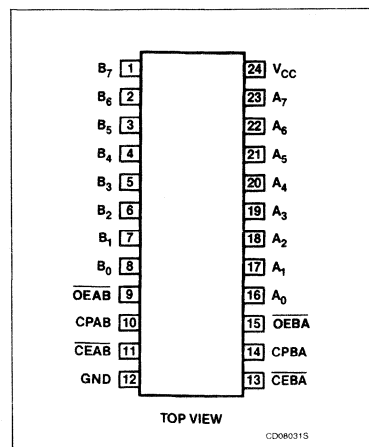 B7 1 24 VCC
B6 2 23 A7
B5 3 22 A6
B4 4 21 A5
B3 5 20 A4
B2 6 19 A3
B1 7 18 A2
B0 8 17 A1
OEAB 9 16 A0
CPAB 10 15 OEBA
CEAB 11 14 CPBA
GND 12 13 CEBA
TOP VIEW
CD08031S